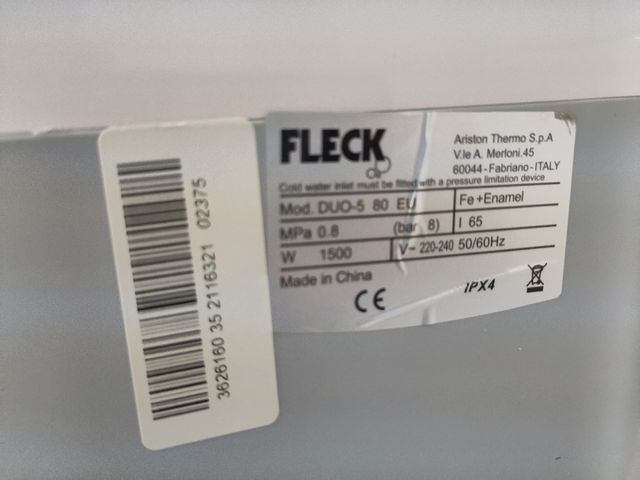 3626160 35 2116321 02375
FLECK
Ariston Thermo S.p.A
V.le A. Merloni.45
60044 - Fabriano - ITALY
Cold water inlet must be fitted with a pressure limitation device
Mod. DUO-5 80 EU
Fe+Enamel
MPa 0.8 (bar 8)
l 65
W 1500
V~ 220-240 50/60Hz
Made in China
CE
IPX4